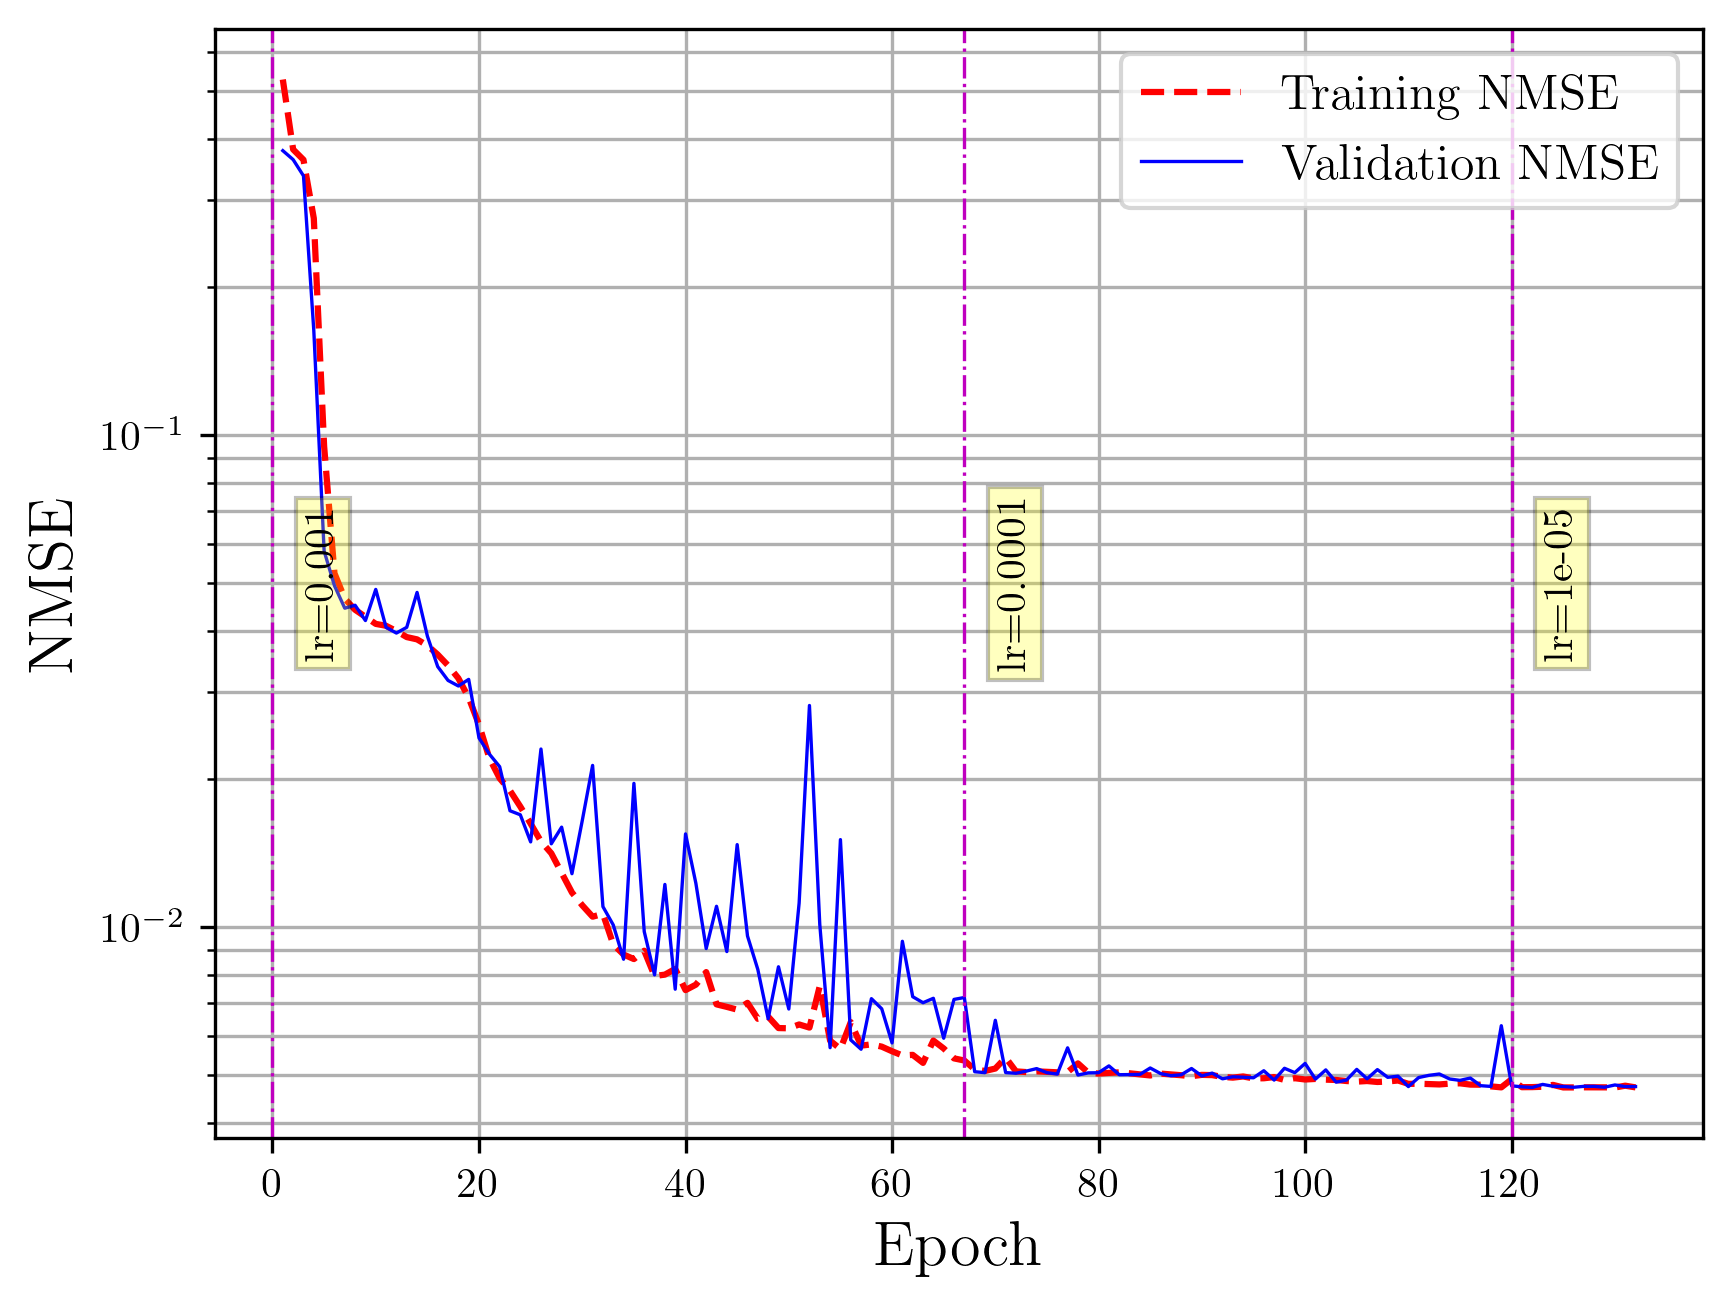 Training NMSE
Validation NMSE
NMSE
10⁻¹
10⁻²
lr=0.001
lr=0.0001
lr=1e-05
0 20 40 60 80 100 120
Epoch